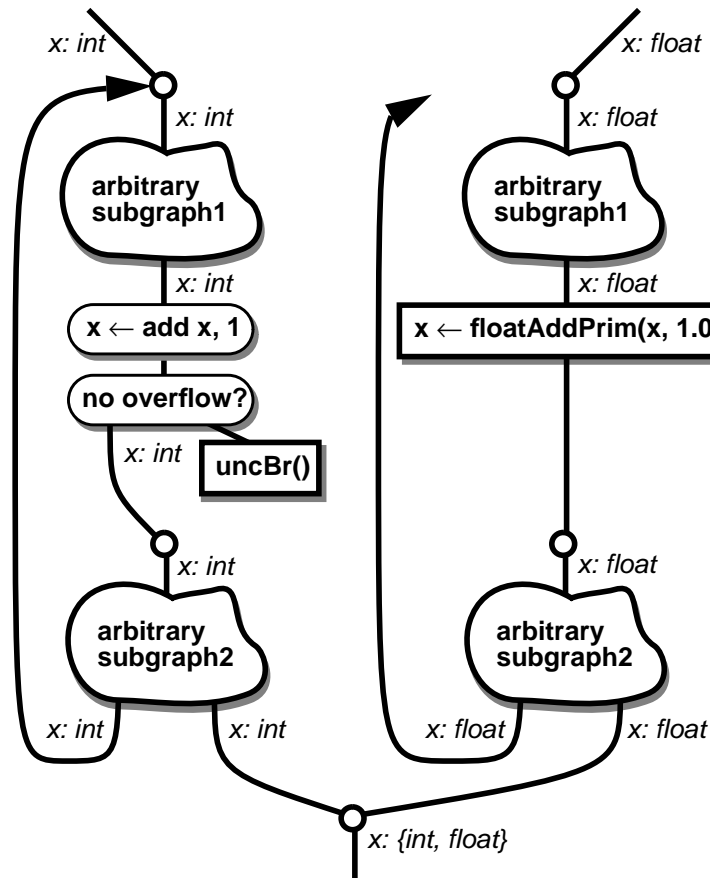 x: int
x: float
x: int
x: float
arbitrary
subgraph1
arbitrary
subgraph1
x: int
x: float
x ← add x, 1
x ← floatAddPrim(x, 1.0
no overflow?
x: int
uncBr()
x: int
x: float
arbitrary
subgraph2
arbitrary
subgraph2
x: int
x: int
x: float
x: float
x: {int, float}